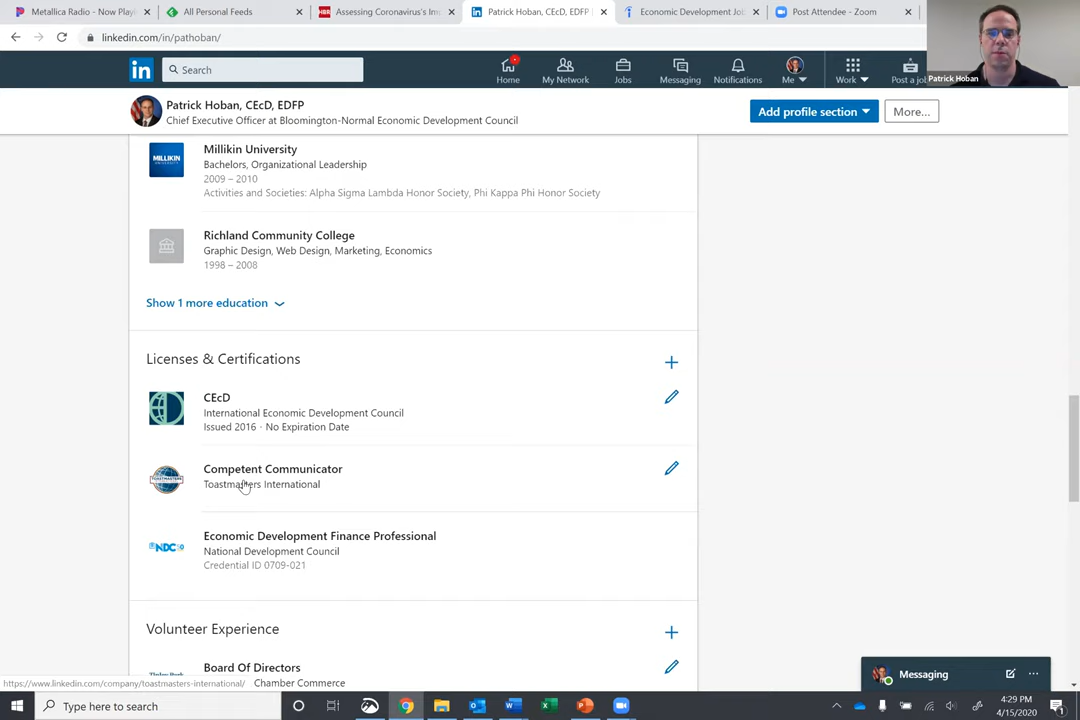 Metallica Radio - Now Playi
All Personal Feeds
HBR
Assessing Coronavirus's Im
Patrick Hoban, CEcD, EDFP
Economic Development Job
Post Attendee - Zoom
linkedin.com/in/pathoban/
Patrick Hoban
in
Search
Home
My Network
Jobs
Messaging
Notifications
Me
Work
Post a job
Patrick Hoban, CEcD, EDFP
Chief Executive Officer at Bloomington-Normal Economic Development Council
Add profile section
More...
MILLIKIN
Millikin University
Bachelors, Organizational Leadership
2009 – 2010
Activities and Societies: Alpha Sigma Lambda Honor Society, Phi Kappa Phi Honor Society
Richland Community College
Graphic Design, Web Design, Marketing, Economics
1998 – 2008
Show 1 more education
Licenses & Certifications
CEcD
International Economic Development Council
Issued 2016 · No Expiration Date
TOASTMASTERS
Competent Communicator
Toastmasters International
NDC
Economic Development Finance Professional
National Development Council
Credential ID 0709-021
Volunteer Experience
Board Of Directors
Chamber Commerce
https://www.linkedin.com/company/toastmasters-international/
Messaging
Type here to search
4:29 PM
4/15/2020